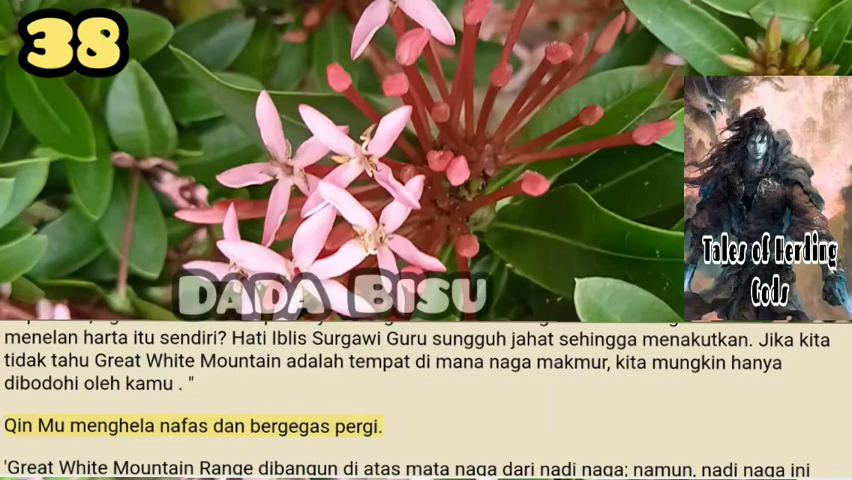 38
Tales of Herding
Gods
DADA BISU
menelan harta itu sendiri? Hati Iblis Surgawi Guru sungguh jahat sehingga menakutkan. Jika kita
tidak tahu Great White Mountain adalah tempat di mana naga makmur, kita mungkin hanya
dibodohi oleh kamu . "
Qin Mu menghela nafas dan bergegas pergi.
'Great White Mountain Range dibangun di atas mata naga dari nadi naga; namun, nadi naga ini